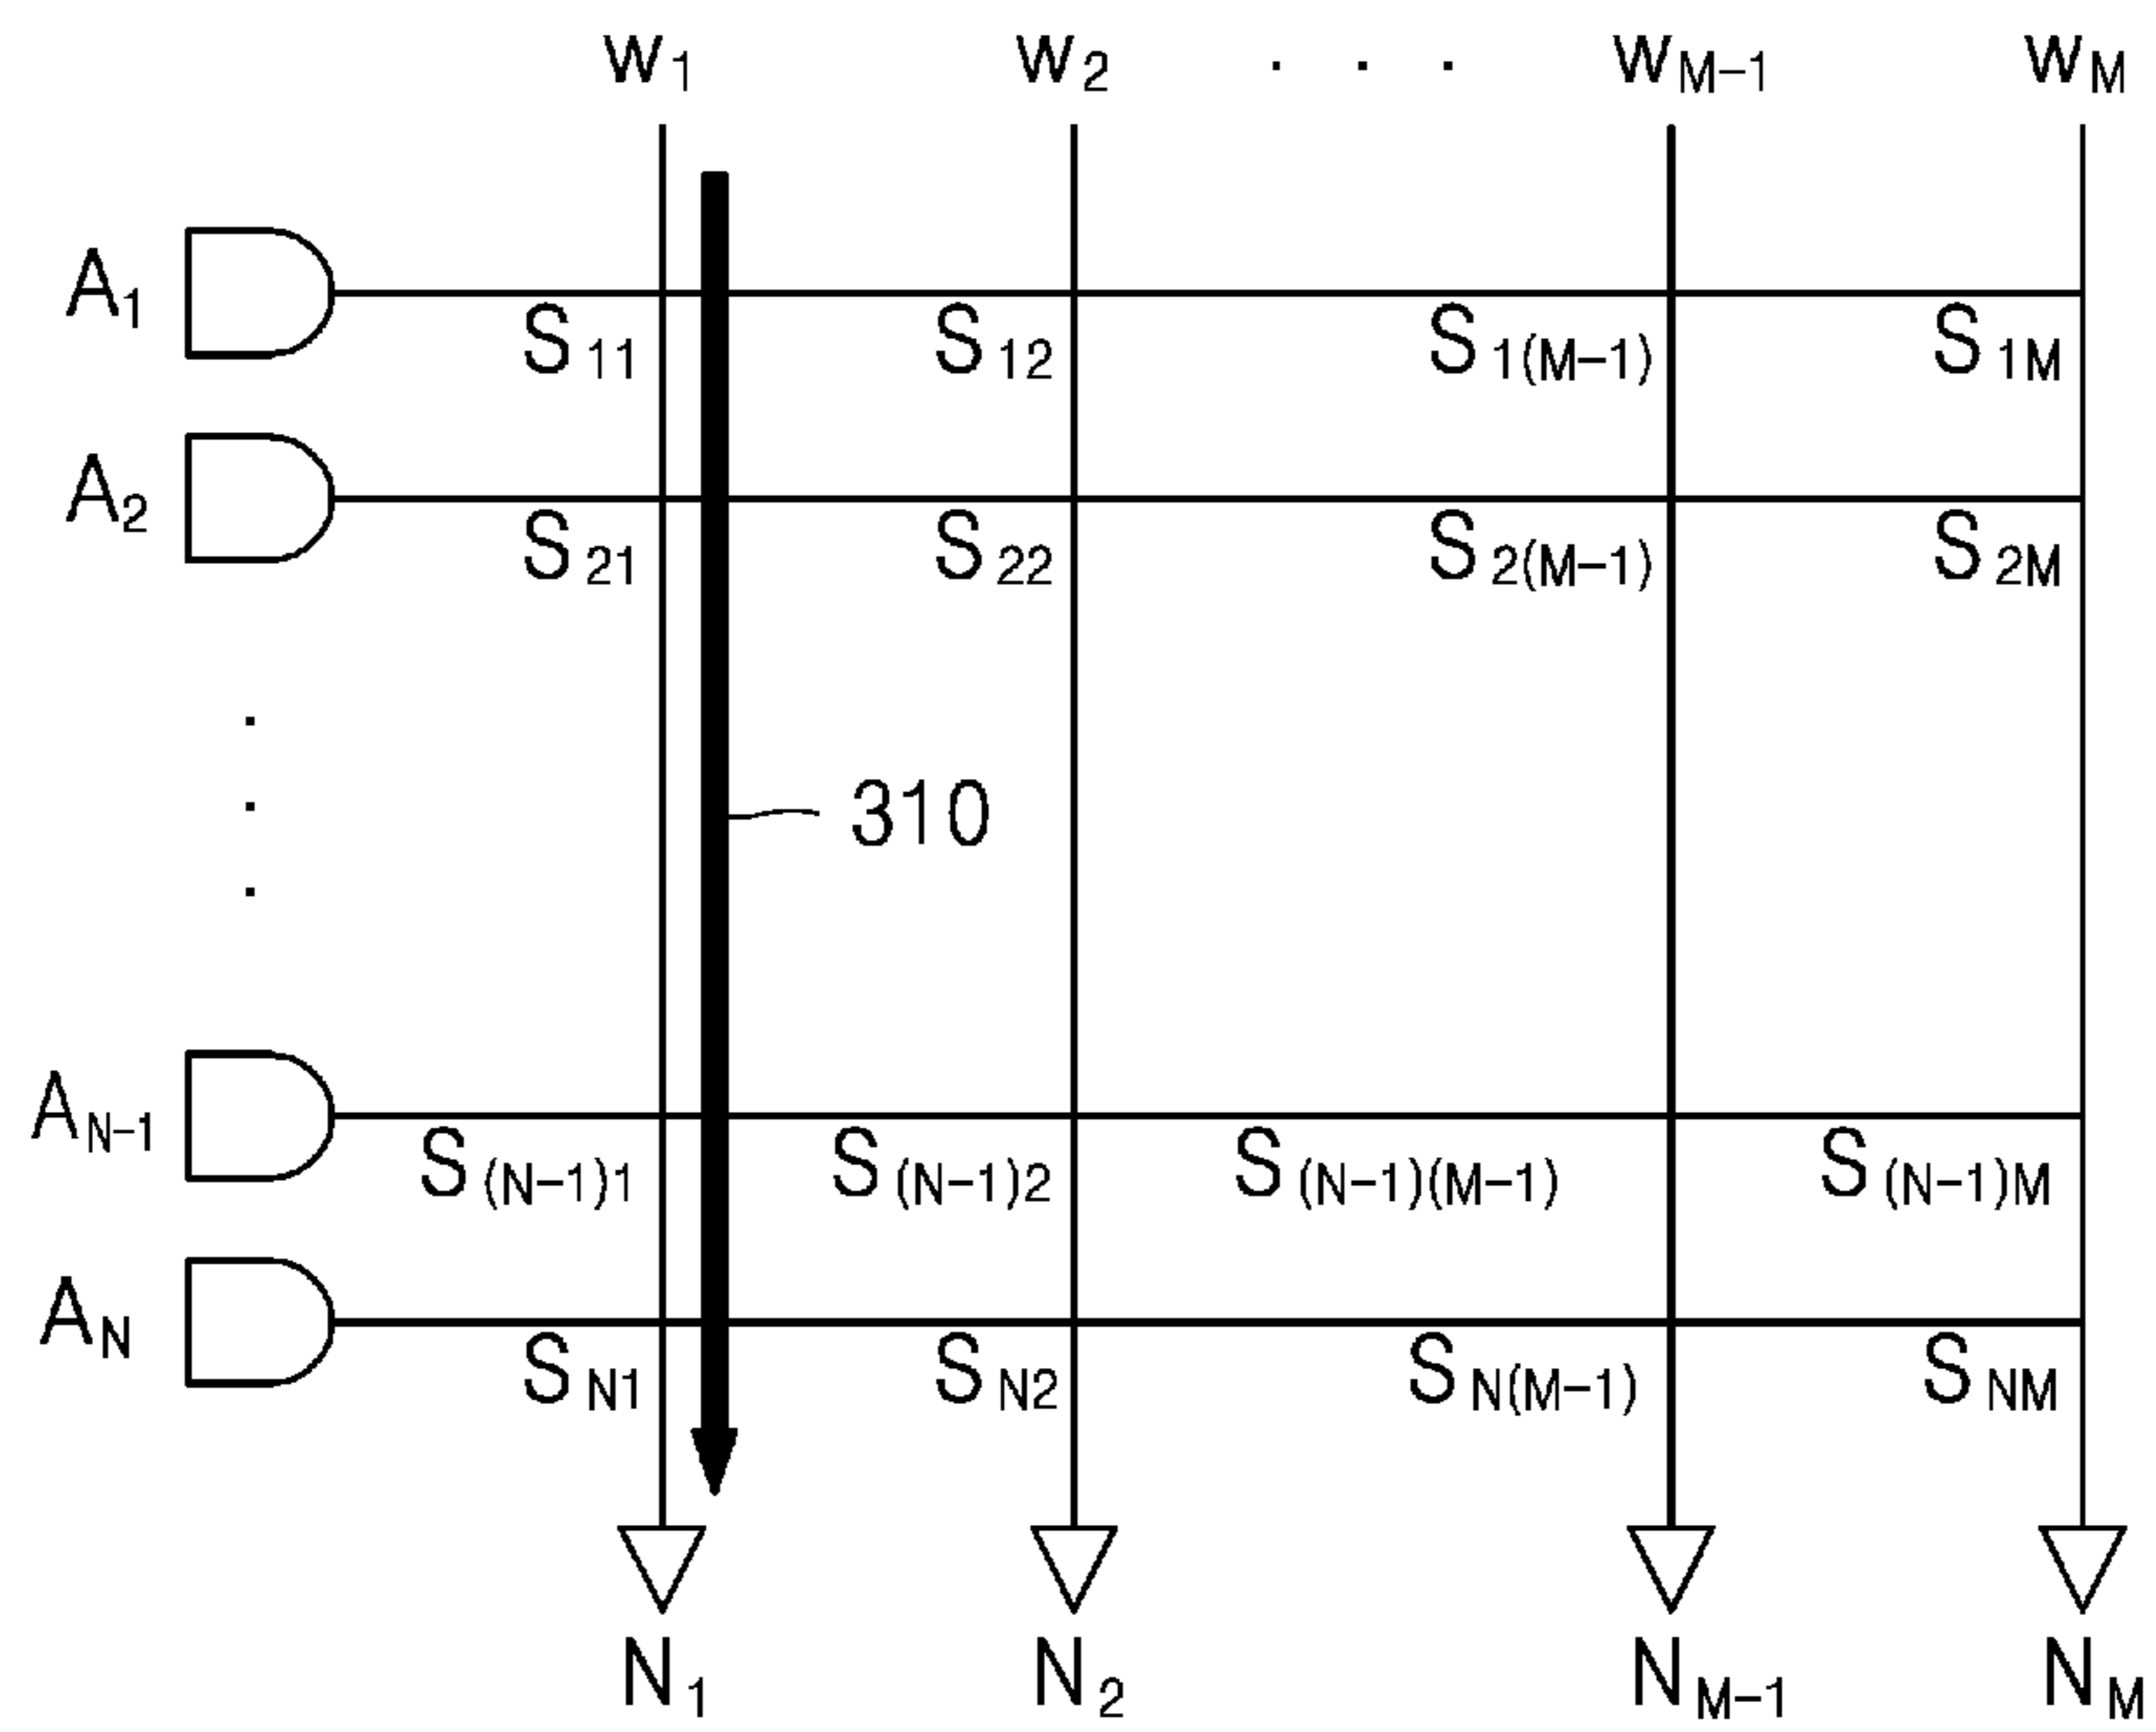 w1 w2 · · · wM-1 wM
A1
S11 S12 S1(M-1) S1M
A2
S21 S22 S2(M-1) S2M
310
AN-1
S(N-1)1 S(N-1)2 S(N-1)(M-1) S(N-1)M
AN
SN1 SN2 SN(M-1) SNM
N1 N2 NM-1 NM